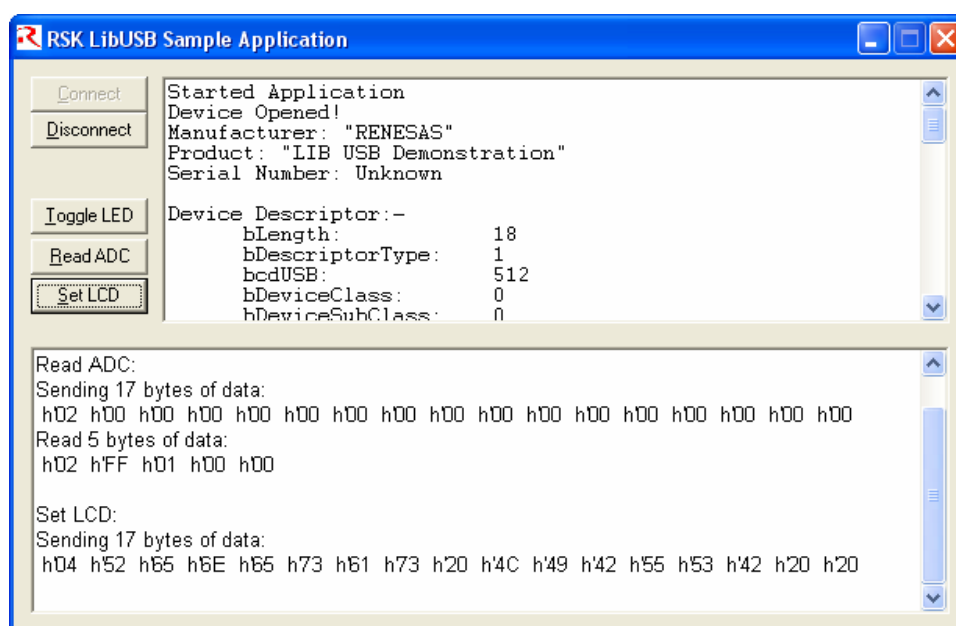 RSK LibUSB Sample Application
Connect
Disconnect
Toggle LED
Read ADC
Set LCD
Started Application
Device Opened!
Manufacturer: "RENESAS"
Product: "LIB USB Demonstration"
Serial Number: Unknown
Device Descriptor:-
bLength: 18
bDescriptorType: 1
bcdUSB: 512
bDeviceClass: 0
bDeviceSubClass: 0
Read ADC:
Sending 17 bytes of data:
h'02 h'00 h'00 h'00 h'00 h'00 h'00 h'00 h'00 h'00 h'00 h'00 h'00 h'00 h'00 h'00 h'00
Read 5 bytes of data:
h'02 h'FF h'01 h'00 h'00
Set LCD:
Sending 17 bytes of data:
h'04 h'52 h'65 h'6E h'65 h'73 h'61 h'73 h'20 h'4C h'49 h'42 h'55 h'53 h'42 h'20 h'20